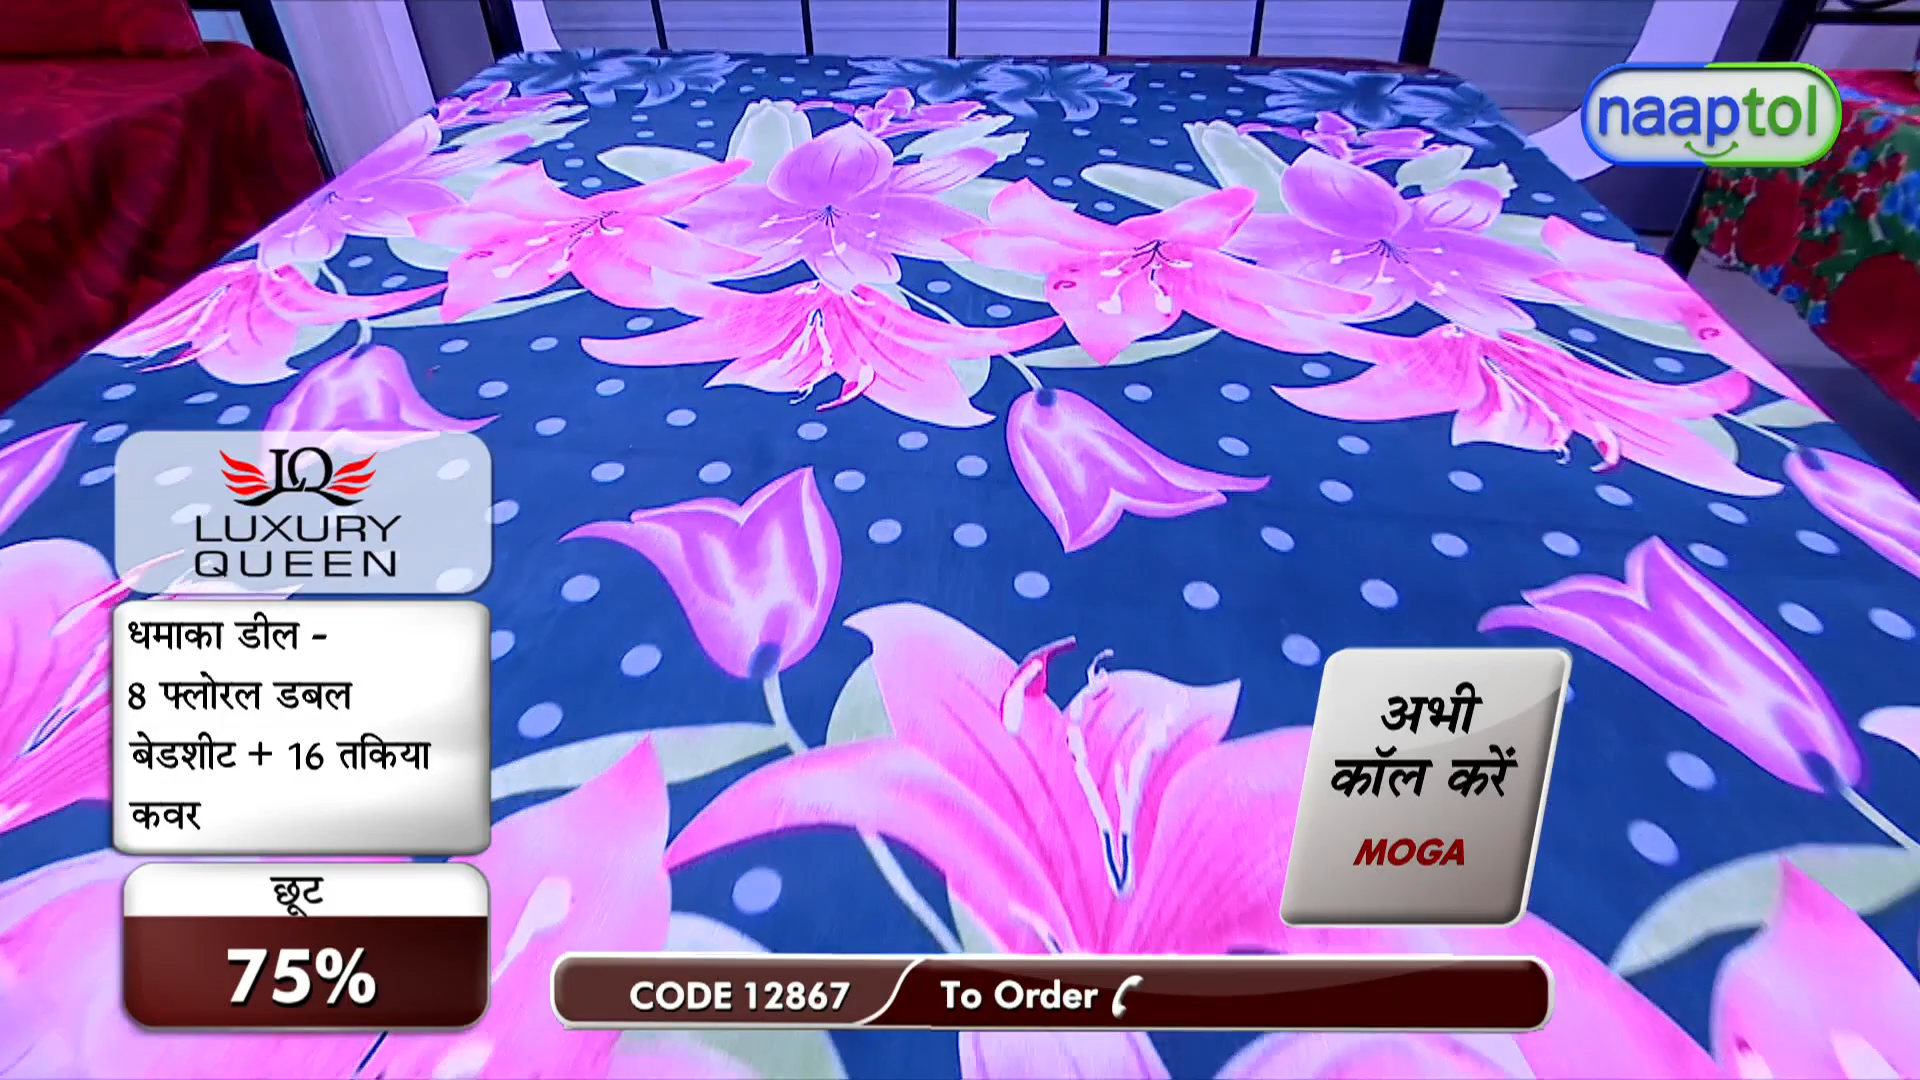 naaptol
LQ
LUXURY
QUEEN
धमाका डील -
8 फ्लोरल डबल
बेडशीट + 16 तकिया
कवर
छूट
75%
अभी
कॉल करें
MOGA
CODE 12867
To Order